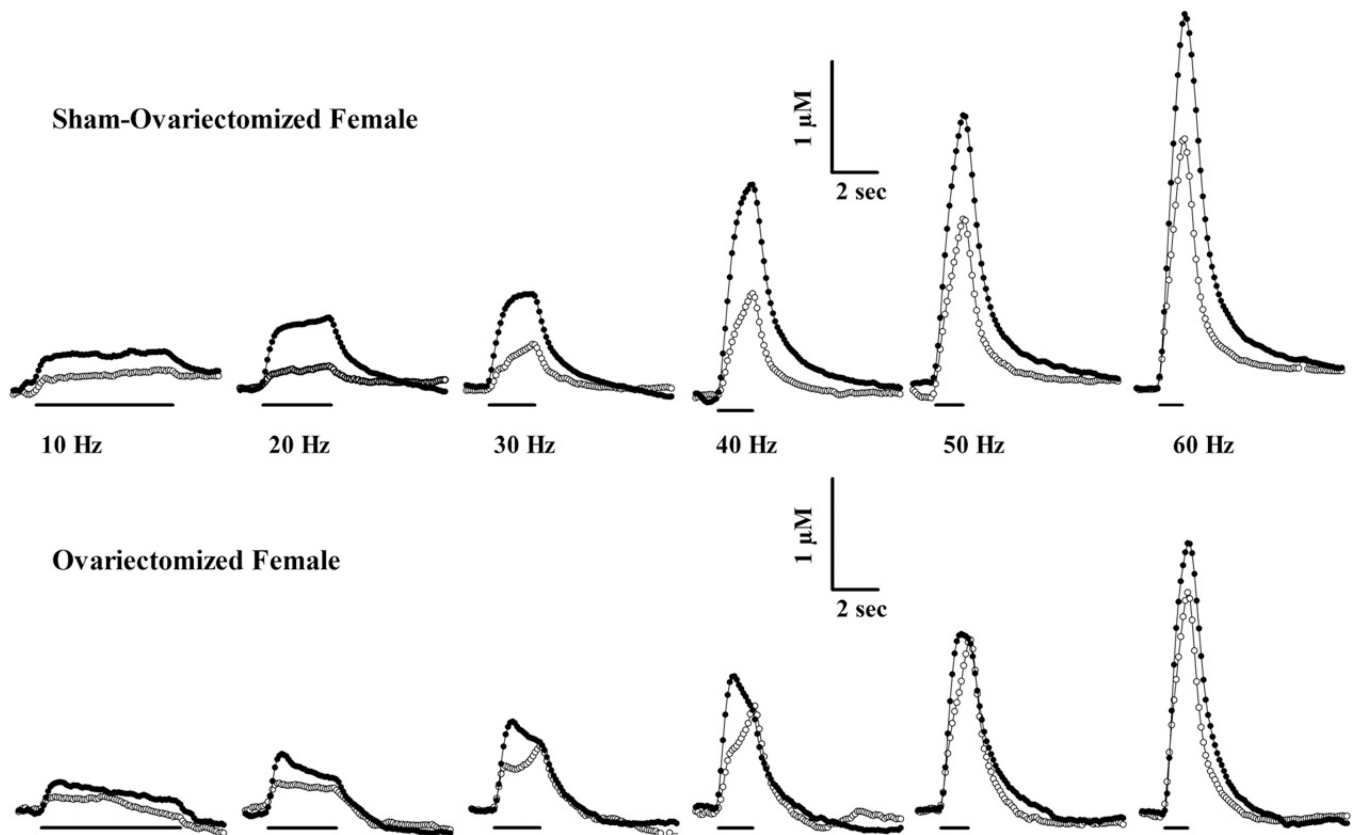 Sham-Ovariectomized Female
1 μM
2 sec
10 Hz
20 Hz
30 Hz
40 Hz
50 Hz
60 Hz
Ovariectomized Female
1 μM
2 sec